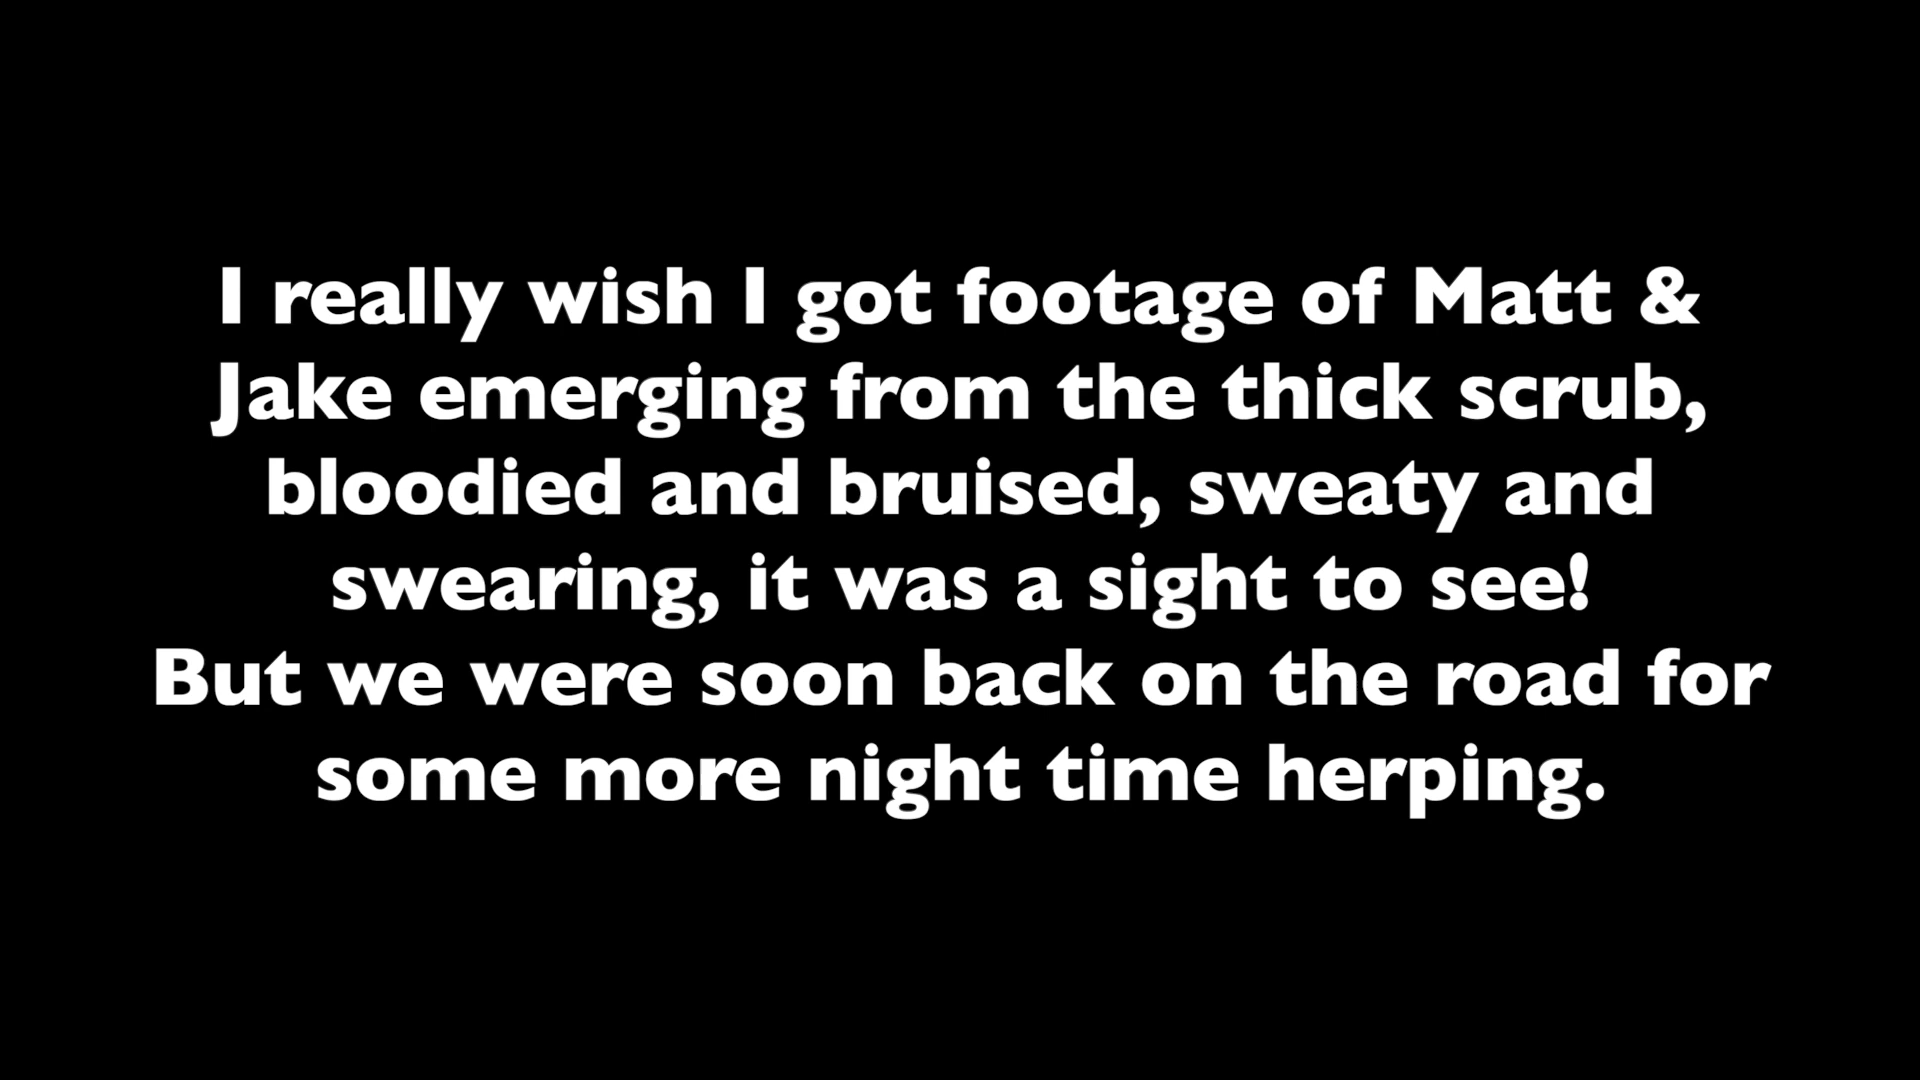 I really wish I got footage of Matt &
Jake emerging from the thick scrub,
bloodied and bruised, sweaty and
swearing, it was a sight to see!
But we were soon back on the road for
some more night time herping.